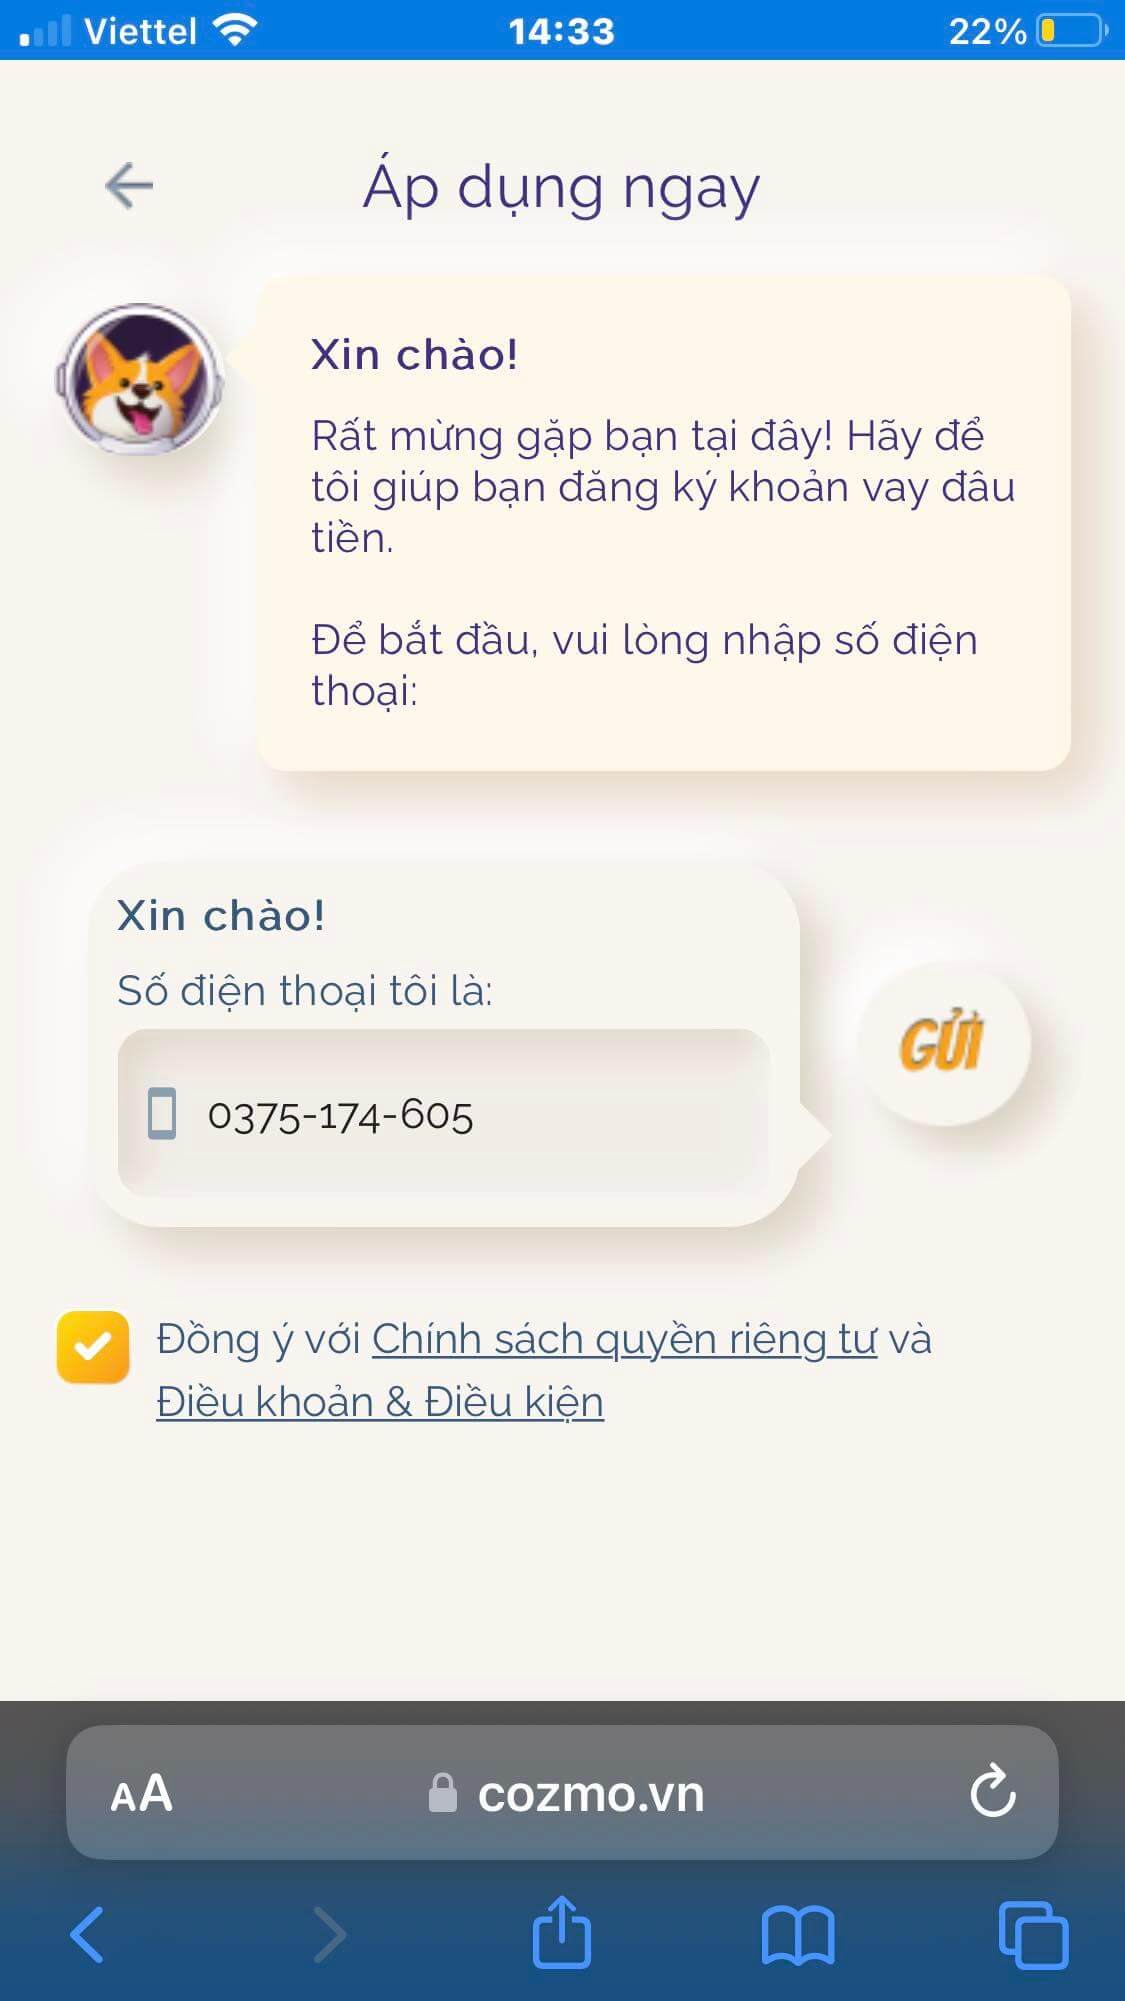 Viettel 14:33 22%
Áp dụng ngay
Xin chào!
Rất mừng gặp bạn tại đây! Hãy để
tôi giúp bạn đăng ký khoản vay đâu
tiền.
Để bắt đầu, vui lòng nhập số điện
thoại:
Xin chào!
Số điện thoại tôi là:
0375-174-605
GỬI
Đồng ý với Chính sách quyền riêng tư và
Điều khoản & Điều kiện
AA cozmo.vn